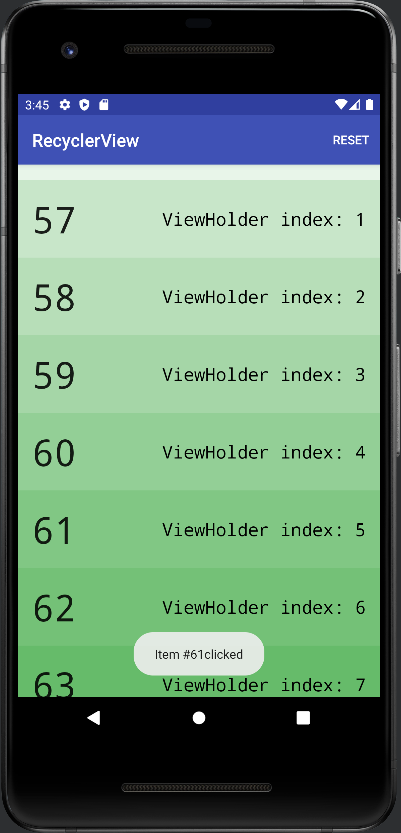 3:45
RecyclerView RESET
57 ViewHolder index: 1
58 ViewHolder index: 2
59 ViewHolder index: 3
60 ViewHolder index: 4
61 ViewHolder index: 5
62 ViewHolder index: 6
Item #61clicked
63 ViewHolder index: 7